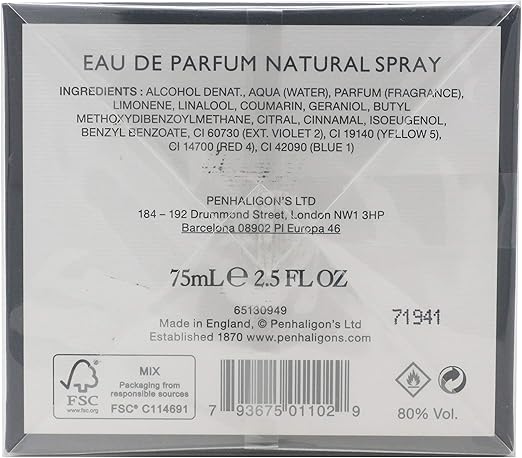 EAU DE PARFUM NATURAL SPRAY
INGREDIENTS : ALCOHOL DENAT., AQUA (WATER), PARFUM (FRAGRANCE),
LIMONENE, LINALOOL, COUMARIN, GERANIOL, BUTYL
METHOXYDIBENZOYLMETHANE, CITRAL, CINNAMAL, ISOEUGENOL,
BENZYL BENZOATE, CI 60730 (EXT. VIOLET 2), CI 19140 (YELLOW 5),
CI 14700 (RED 4), CI 42090 (BLUE 1)
PENHALIGON'S LTD
184 – 192 Drummond Street, London NW1 3HP
Barcelona 08902 Pl Europa 46
75mL ℮ 2.5 FL OZ
65130949
Made in England, © Penhaligon's Ltd
Established 1870 www.penhaligons.com
71941
FSC
www.fsc.org
MIX
Packaging from
responsible sources
FSC® C114691
7 93675 01102 9
80% Vol.